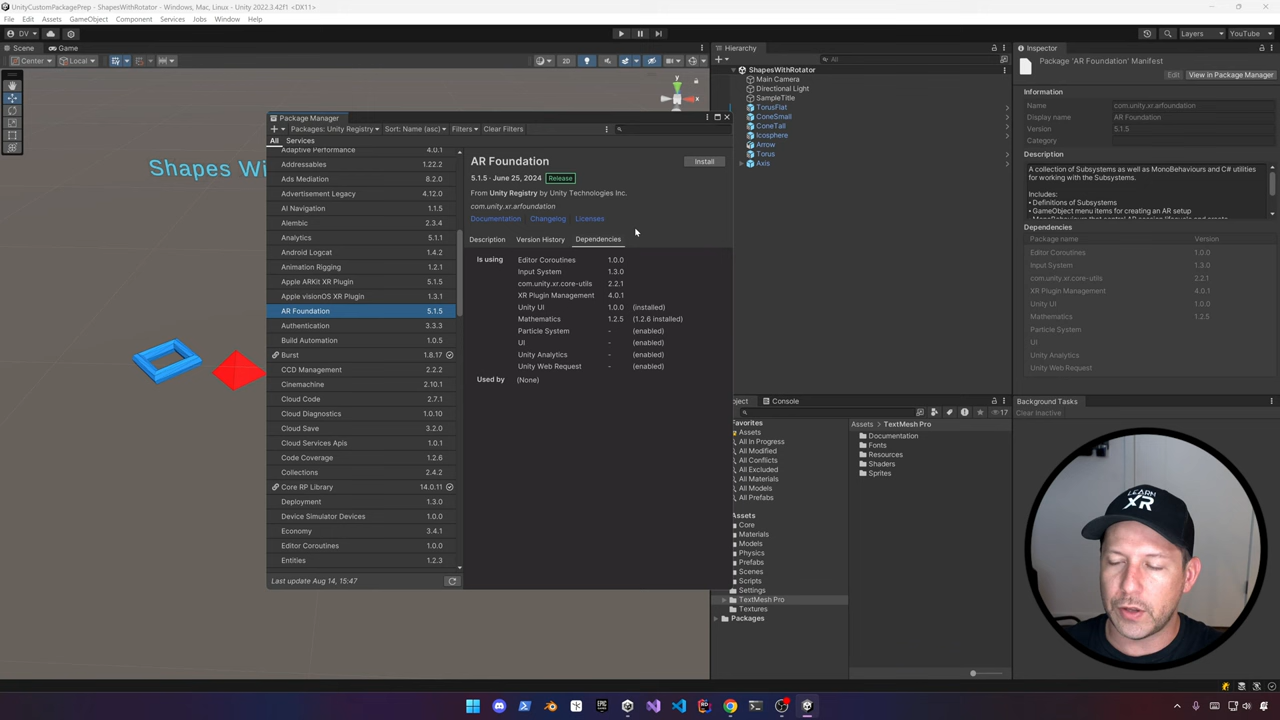 UnityCustomPackagePrep - ShapesWithRotator - Windows, Mac, Linux - Unity 2022.3.42f1 <DX11>
File Edit Assets GameObject Component Services Jobs Window Help
DV Layers YouTube
Scene Game
Center Local 2D
y x
Shapes Wi
Package Manager
Packages: Unity Registry Sort: Name (asc) Filters Clear Filters
All Services
Adaptive Performance 4.0.1
Addressables 1.22.2
Ads Mediation 8.2.0
Advertisement Legacy 4.12.0
AI Navigation 1.1.5
Alembic 2.3.4
Analytics 5.1.1
Android Logcat 1.4.2
Animation Rigging 1.2.1
Apple ARKit XR Plugin 5.1.5
Apple visionOS XR Plugin 1.3.1
AR Foundation 5.1.5
Authentication 3.3.3
Build Automation 1.0.5
Burst 1.8.17
CCD Management 2.2.2
Cinemachine 2.10.1
Cloud Code 2.7.1
Cloud Diagnostics 1.0.10
Cloud Save 3.2.0
Cloud Services Apis 1.0.1
Code Coverage 1.2.6
Collections 2.4.2
Core RP Library 14.0.11
Deployment 1.3.0
Device Simulator Devices 1.0.0
Economy 3.4.1
Editor Coroutines 1.0.0
Entities 1.2.3
Last update Aug 14, 15:47
AR Foundation
Install
5.1.5 · June 25, 2024 Release
From Unity Registry by Unity Technologies Inc.
com.unity.xr.arfoundation
Documentation Changelog Licenses
Description Version History Dependencies
Is using Editor Coroutines 1.0.0
Input System 1.3.0
com.unity.xr.core-utils 2.2.1
XR Plugin Management 4.0.1
Unity UI 1.0.0 (installed)
Mathematics 1.2.5 (1.2.6 installed)
Particle System - (enabled)
UI - (enabled)
Unity Analytics - (enabled)
Unity Web Request - (enabled)
Used by (None)
Hierarchy
All
ShapesWithRotator
Main Camera
Directional Light
SampleTitle
TorusFlat
ConeSmall
ConeTall
Icosphere
Arrow
Torus
Axis
oject Console
17
Favorites
Assets
All In Progress
All Modified
All Conflicts
All Excluded
All Materials
All Models
All Prefabs
Assets
Core
Materials
Models
Physics
Prefabs
Scenes
Scripts
Settings
TextMesh Pro
Textures
Packages
Assets TextMesh Pro
Documentation
Fonts
Resources
Shaders
Sprites
Inspector
Package 'AR Foundation' Manifest
Edit View in Package Manager
Information
Name com.unity.xr.arfoundation
Display name AR Foundation
Version 5.1.5
Category
Description
A collection of Subsystems as well as MonoBehaviours and C# utilities
for working with the Subsystems.
Includes:
• Definitions of Subsystems
• GameObject menu items for creating an AR setup
Dependencies
Package name Version
Editor Coroutines 1.0.0
Input System 1.3.0
com.unity.xr.core-utils 2.2.1
XR Plugin Management 4.0.1
Unity UI 1.0.0
Mathematics 1.2.5
Particle System
UI
Unity Analytics
Unity Web Request
Background Tasks
Clear Inactive
LEARN
XR